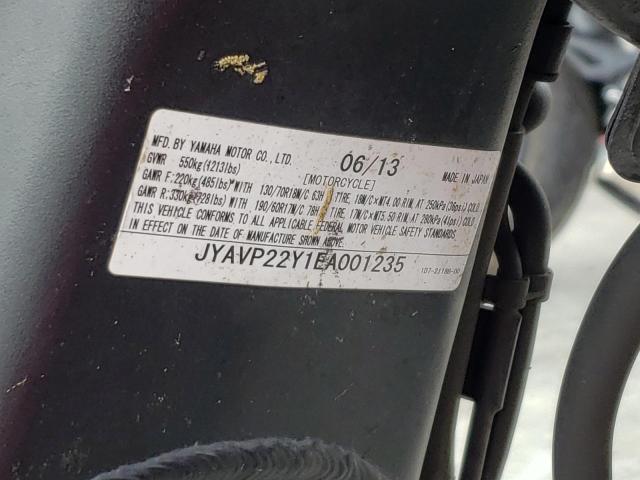 MFD. BY YAMAHA MOTOR CO., LTD. 06/13 MADE IN JAPAN
GVWR 550kg(1213lbs) [MOTORCYCLE]
GAWR F:220kg(485lbs)WITH 130/70R18M/C 63H TIRE, 18M/C×MT4.00 RIM, AT 250kPa(36psi)COLD
GAWR R:330kg(728lbs) WITH 190/60R17M/C 78H TIRE 17M/C×MT5.50 RIM, AT 280kPa(41psi)COLD
THIS VEHICLE CONFORMS TO ALL APPLICABLE FEDERAL MOTOR VEHICLE SAFETY STANDARDS
IN EFFECT ON THE DATE OF MANUFACTURE SHOWN ABOVE.
JYAVP22Y1EA001235
1D7-2118B-00